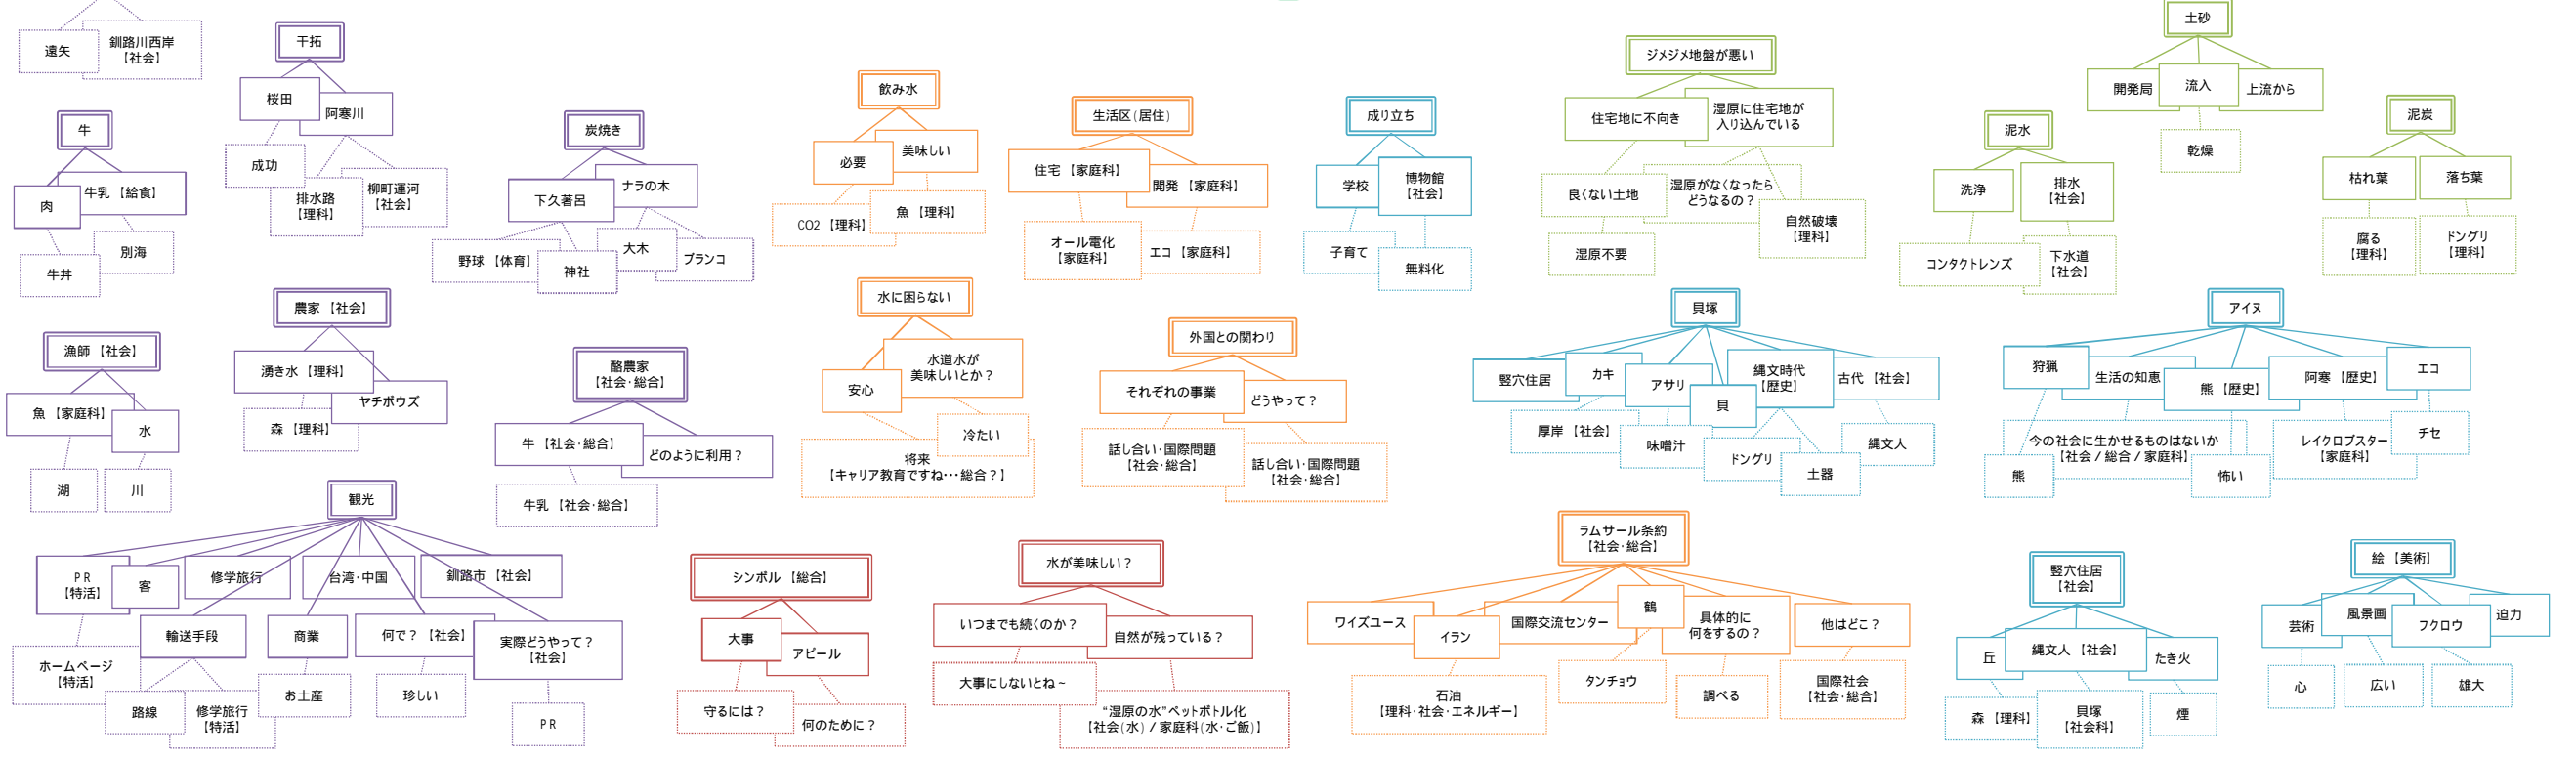 遠矢
釧路川西岸
【社会】
干拓
桜田
阿寒川
成功
排水路
【理科】
柳町運河
【社会】
牛
肉
牛乳 【給食】
牛丼
別海
炭焼き
下久著呂
ナラの木
野球 【体育】
神社
大木
ブランコ
農家 【社会】
湧き水 【理科】
ヤチボウズ
森 【理科】
漁師 【社会】
魚 【家庭科】
水
湖
川
酪農家
【社会・総合】
牛 【社会・総合】
どのように利用？
牛乳 【社会・総合】
観光
PR
【特活】
客
修学旅行
台湾・中国
釧路市 【社会】
輸送手段
商業
何で？ 【社会】
実際どうやって？
【社会】
ホームページ
【特活】
路線
修学旅行
【特活】
お土産
珍しい
PR
飲み水
必要
美味しい
CO2 【理科】
魚 【理科】
生活区（居住）
住宅 【家庭科】
開発 【家庭科】
オール電化
【家庭科】
エコ 【家庭科】
水に困らない
安心
水道水が
美味しいとか？
将来
【キャリア教育ですね・・・総合？】
冷たい
外国との関わり
それぞれの事業
どうやって？
話し合い・国際問題
【社会・総合】
話し合い・国際問題
【社会・総合】
シンボル 【総合】
大事
アピール
守るには？
何のために？
水が美味しい？
いつまでも続くのか？
自然が残っている？
大事にしないとね～
“湿原の水”ペットボトル化
【社会（水）／家庭科（水・ご飯）】
成り立ち
学校
博物館
【社会】
子育て
無料化
ジメジメ地盤が悪い
住宅地に不向き
湿原に住宅地が
入り込んでいる
良くない土地
湿原がなくなったら
どうなるの？
自然破壊
【理科】
湿原不要
土砂
開発局
流入
上流から
乾燥
泥水
洗浄
排水
【社会】
コンタクトレンズ
下水道
【社会】
泥炭
枯れ葉
落ち葉
腐る
【理科】
ドングリ
【理科】
貝塚
竪穴住居
カキ
アサリ
貝
縄文時代
【歴史】
古代 【社会】
厚岸 【社会】
味噌汁
ドングリ
土器
縄文人
アイヌ
狩猟
生活の知恵
熊 【歴史】
阿寒 【歴史】
エコ
今の社会に生かせるものはないか
【社会／総合／家庭科】
熊
怖い
レイクロブスター
【家庭科】
チセ
ラムサール条約
【社会・総合】
ワイズユース
イラン
国際交流センター
鶴
具体的に
何をするの？
他はどこ？
石油
【理科・社会・エネルギー】
タンチョウ
調べる
国際社会
【社会・総合】
竪穴住居
【社会】
丘
縄文人 【社会】
たき火
森 【理科】
貝塚
【社会科】
煙
絵 【美術】
芸術
風景画
フクロウ
迫力
心
広い
雄大